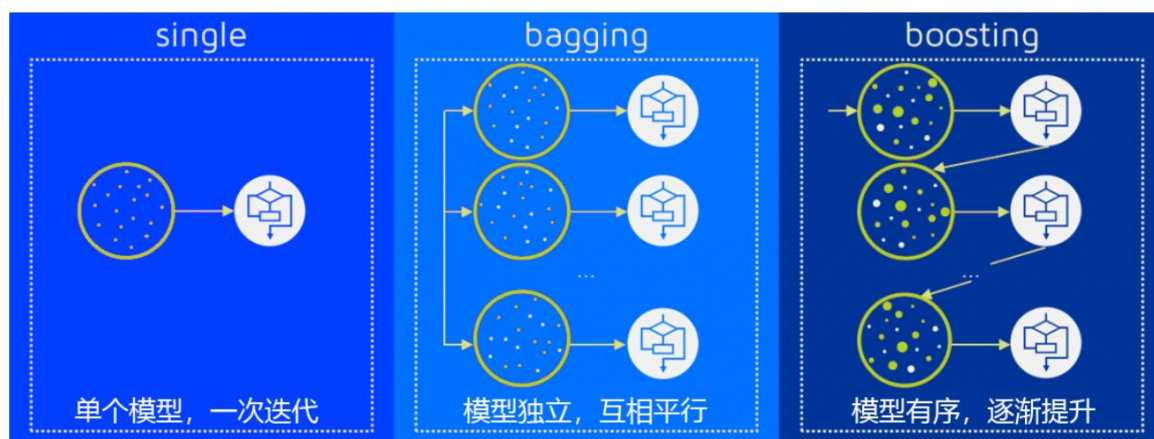 single
bagging
boosting
...
...
单个模型，一次迭代
模型独立，互相平行
模型有序，逐渐提升